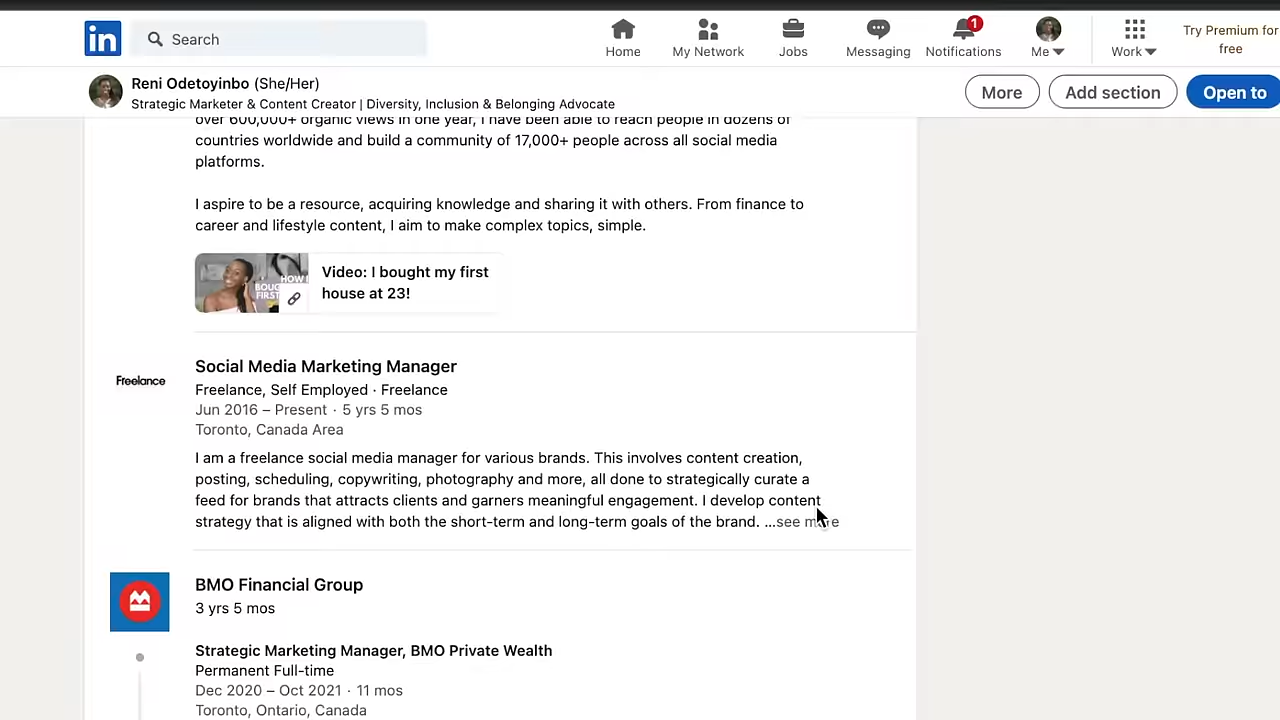 in
Search
Home
My Network
Jobs
Messaging
1
Notifications
Me
Work
Try Premium for
free
Reni Odetoyinbo (She/Her)
Strategic Marketer & Content Creator | Diversity, Inclusion & Belonging Advocate
More
Add section
Open to
over 600,000+ organic views in one year, I have been able to reach people in dozens of
countries worldwide and build a community of 17,000+ people across all social media
platforms.
I aspire to be a resource, acquiring knowledge and sharing it with others. From finance to
career and lifestyle content, I aim to make complex topics, simple.
HOW I
BOUG
FIRST
Video: I bought my first
house at 23!
Freelance
Social Media Marketing Manager
Freelance, Self Employed · Freelance
Jun 2016 – Present · 5 yrs 5 mos
Toronto, Canada Area
I am a freelance social media manager for various brands. This involves content creation,
posting, scheduling, copywriting, photography and more, all done to strategically curate a
feed for brands that attracts clients and garners meaningful engagement. I develop content
strategy that is aligned with both the short-term and long-term goals of the brand. ...see more
BMO Financial Group
3 yrs 5 mos
Strategic Marketing Manager, BMO Private Wealth
Permanent Full-time
Dec 2020 – Oct 2021 · 11 mos
Toronto, Ontario, Canada